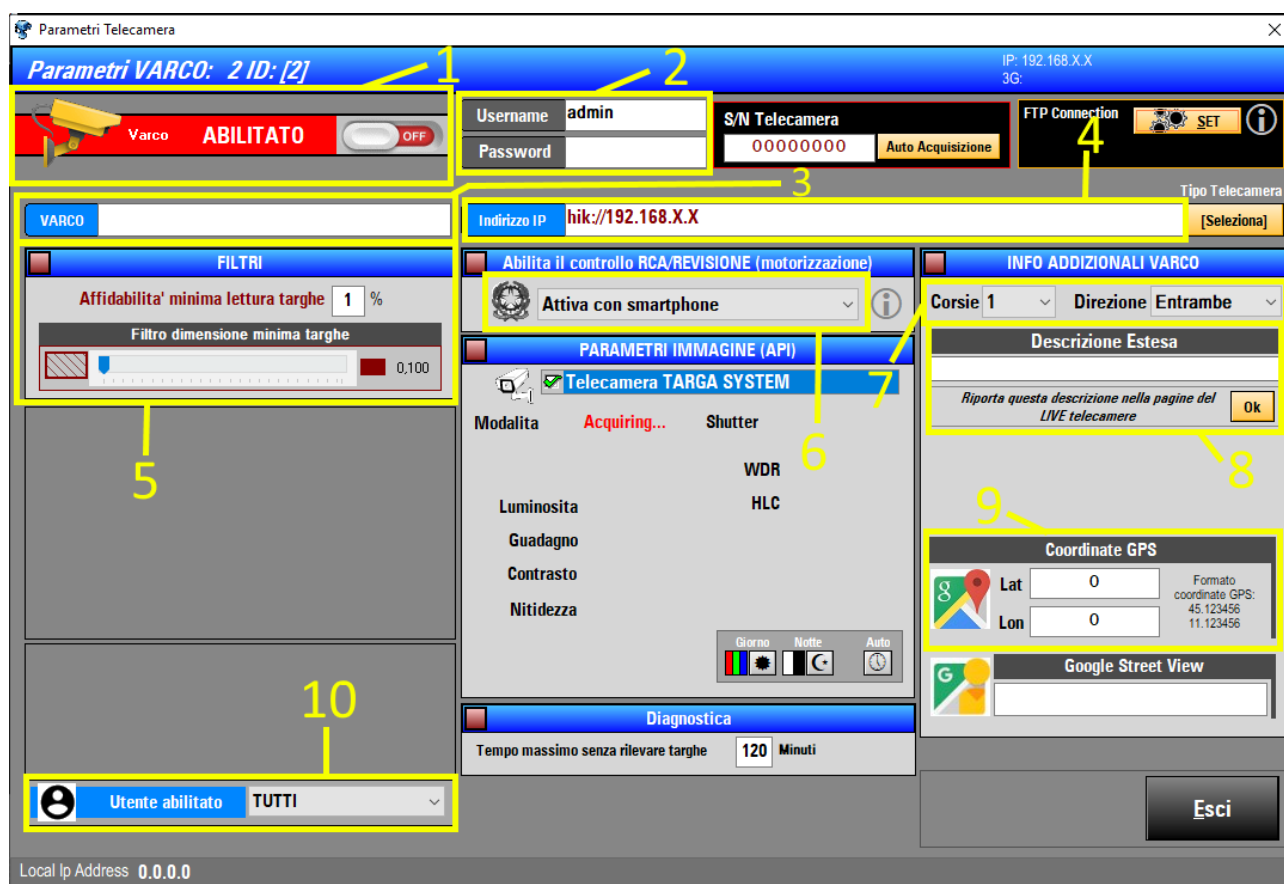 Parametri Telecamera
Parametri VARCO: 2 ID: [2]
1
2
IP: 192.168.X.X
3G:
Varco ABILITATO OFF
Username admin
Password
S/N Telecamera
00000000 Auto Acquisizione
FTP Connection SET
4
3
Tipo Telecamera
VARCO
Indirizzo IP hik://192.168.X.X
[Seleziona]
FILTRI
Affidabilita' minima lettura targhe 1 %
Filtro dimensione minima targhe
0,100
5
Abilita il controllo RCA/REVISIONE (motorizzazione)
Attiva con smartphone
PARAMETRI IMMAGINE (API)
Telecamera TARGA SYSTEM
Modalita Acquiring... Shutter
6
WDR
Luminosita HLC
Guadagno
Contrasto
Nitidezza
Giorno Notte Auto
Diagnostica
Tempo massimo senza rilevare targhe 120 Minuti
INFO ADDIZIONALI VARCO
Corsie 1 Direzione Entrambe
7
Descrizione Estesa
Riporta questa descrizione nella pagine del
LIVE telecamere
Ok
8
9
Coordinate GPS
Lat 0
Lon 0
Formato
coordinate GPS:
45.123456
11.123456
Google Street View
10
Utente abilitato TUTTI
Esci
Local Ip Address 0.0.0.0